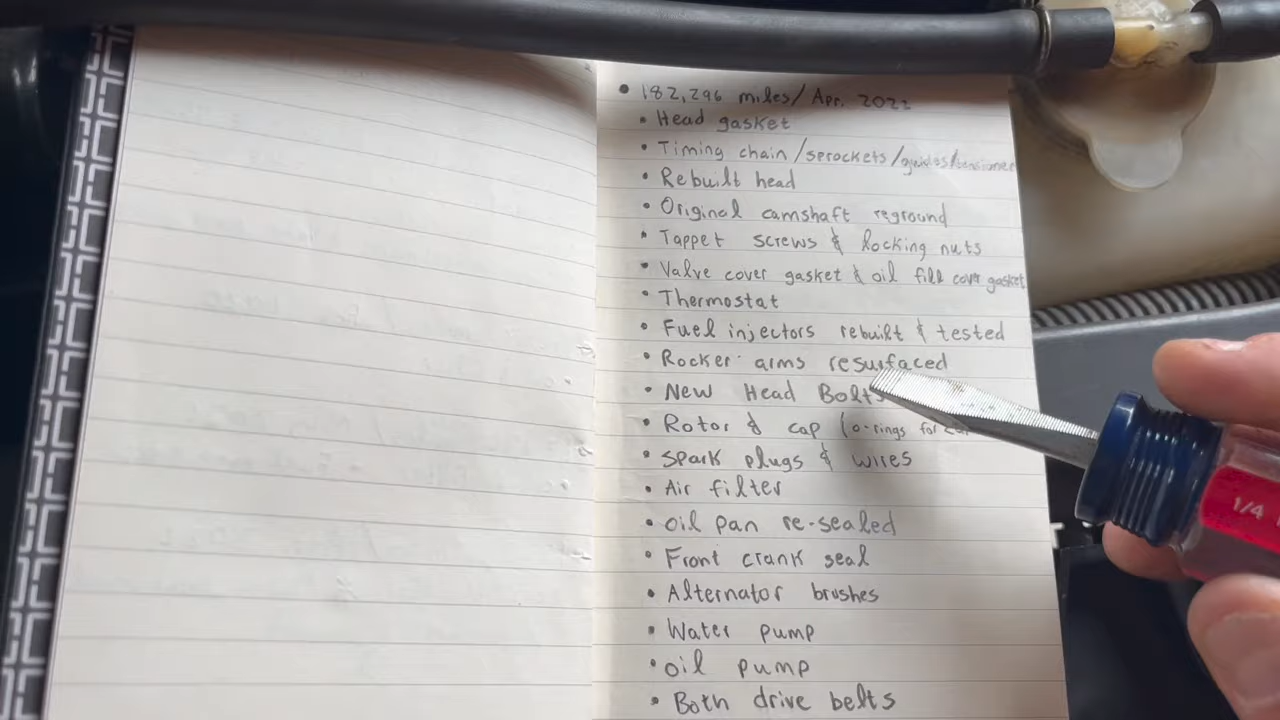 • 182,296 miles/Apr. 2022
• Head gasket
• Timing chain/sprockets/guides/tensioner
• Rebuilt head
• Original camshaft reground
• Tappet screws & locking nuts
• Valve cover gasket & oil fill cover gasket
• Thermostat
• Fuel injectors rebuilt & tested
• Rocker arms resurfaced
• New Head Bolts
• Rotor & cap (o-rings for
• Spark plugs & wires
• Air filter
• Oil pan re-sealed
• Front crank seal
• Alternator brushes
• Water pump
• Oil pump
• Both drive belts
1/4